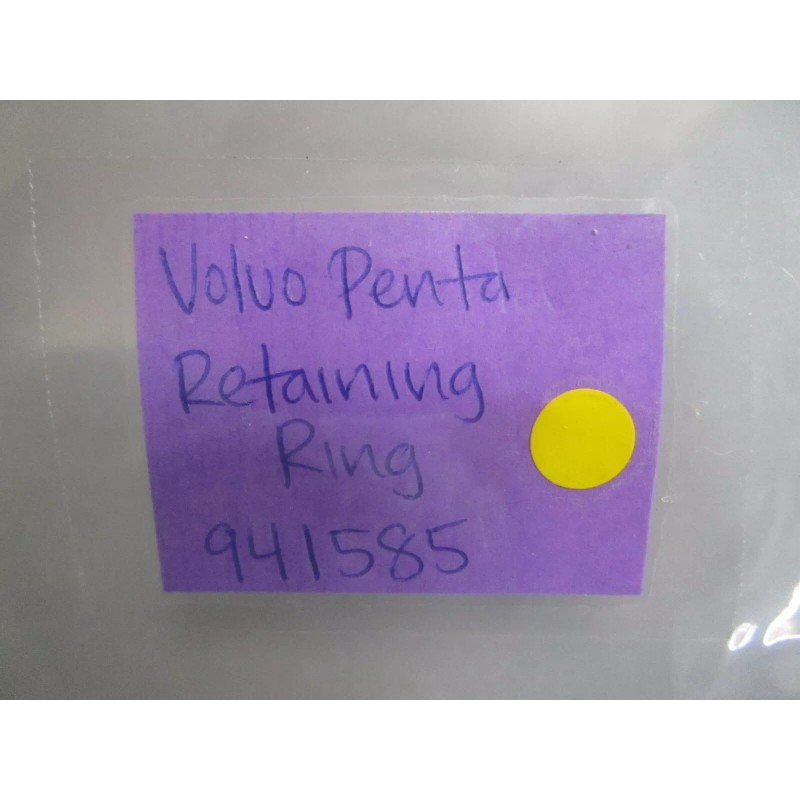 Volvo Penta
Retaining
Ring
941585